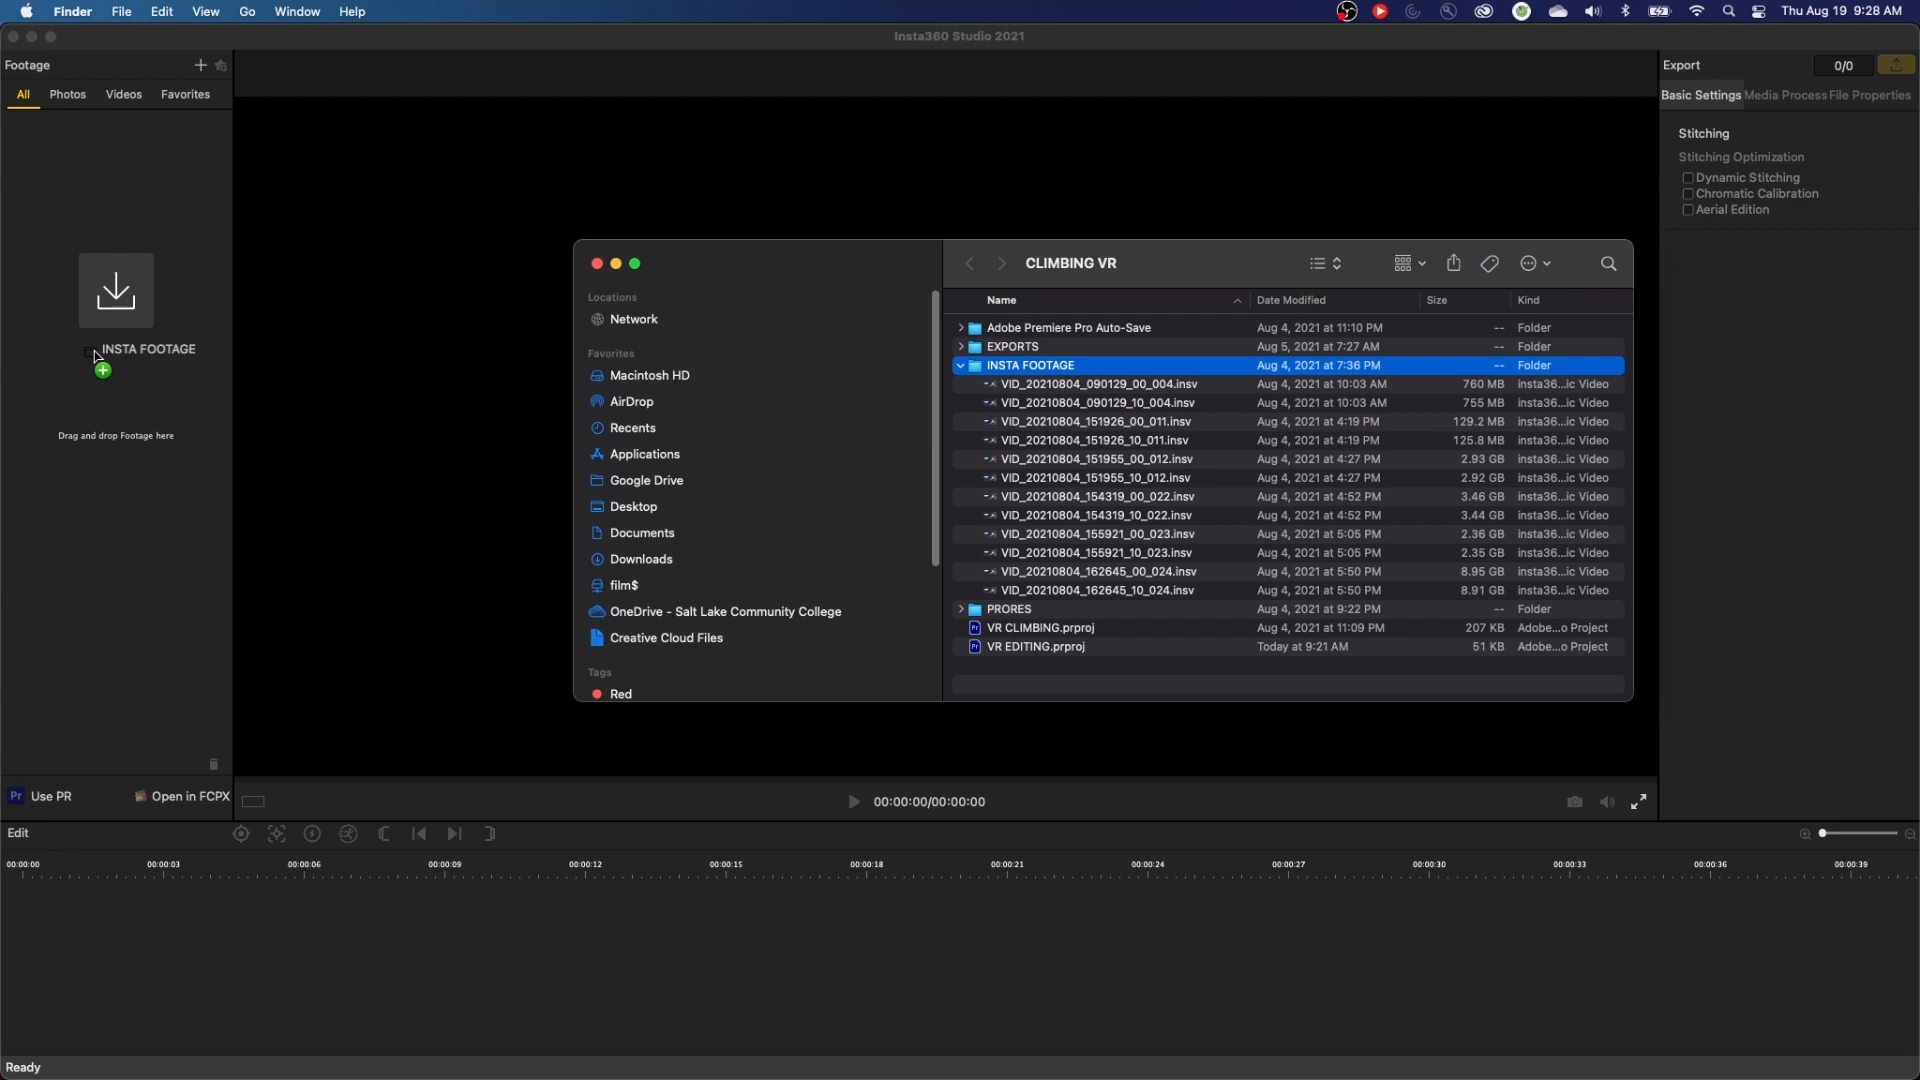 Finder File Edit View Go Window Help Thu Aug 19 9:28 AM
Insta360 Studio 2021
Footage
All Photos Videos Favorites
INSTA FOOTAGE
Drag and drop Footage here
Pr Use PR Open in FCPX
Locations
Network
Favorites
Macintosh HD
AirDrop
Recents
Applications
Google Drive
Desktop
Documents
Downloads
film$
OneDrive - Salt Lake Community College
Creative Cloud Files
Tags
Red
CLIMBING VR
Name Date Modified Size Kind
Adobe Premiere Pro Auto-Save Aug 4, 2021 at 11:10 PM -- Folder
EXPORTS Aug 5, 2021 at 7:27 AM -- Folder
INSTA FOOTAGE Aug 4, 2021 at 7:36 PM -- Folder
VID_20210804_090129_00_004.insv Aug 4, 2021 at 10:03 AM 760 MB insta36...ic Video
VID_20210804_090129_10_004.insv Aug 4, 2021 at 10:03 AM 755 MB insta36...ic Video
VID_20210804_151926_00_011.insv Aug 4, 2021 at 4:19 PM 129.2 MB insta36...ic Video
VID_20210804_151926_10_011.insv Aug 4, 2021 at 4:19 PM 125.8 MB insta36...ic Video
VID_20210804_151955_00_012.insv Aug 4, 2021 at 4:27 PM 2.93 GB insta36...ic Video
VID_20210804_151955_10_012.insv Aug 4, 2021 at 4:27 PM 2.92 GB insta36...ic Video
VID_20210804_154319_00_022.insv Aug 4, 2021 at 4:52 PM 3.46 GB insta36...ic Video
VID_20210804_154319_10_022.insv Aug 4, 2021 at 4:52 PM 3.44 GB insta36...ic Video
VID_20210804_155921_00_023.insv Aug 4, 2021 at 5:05 PM 2.36 GB insta36...ic Video
VID_20210804_155921_10_023.insv Aug 4, 2021 at 5:05 PM 2.35 GB insta36...ic Video
VID_20210804_162645_00_024.insv Aug 4, 2021 at 5:50 PM 8.95 GB insta36...ic Video
VID_20210804_162645_10_024.insv Aug 4, 2021 at 5:50 PM 8.91 GB insta36...ic Video
PRORES Aug 4, 2021 at 9:22 PM -- Folder
Pr VR CLIMBING.prproj Aug 4, 2021 at 11:09 PM 207 KB Adobe...o Project
Pr VR EDITING.prproj Today at 9:21 AM 51 KB Adobe...o Project
Export 0/0
Basic Settings Media Process File Properties
Stitching
Stitching Optimization
Dynamic Stitching
Chromatic Calibration
Aerial Edition
00:00:00/00:00:00
Edit
00:00:00 00:00:03 00:00:06 00:00:09 00:00:12 00:00:15 00:00:18 00:00:21 00:00:24 00:00:27 00:00:30 00:00:33 00:00:36 00:00:39
Ready